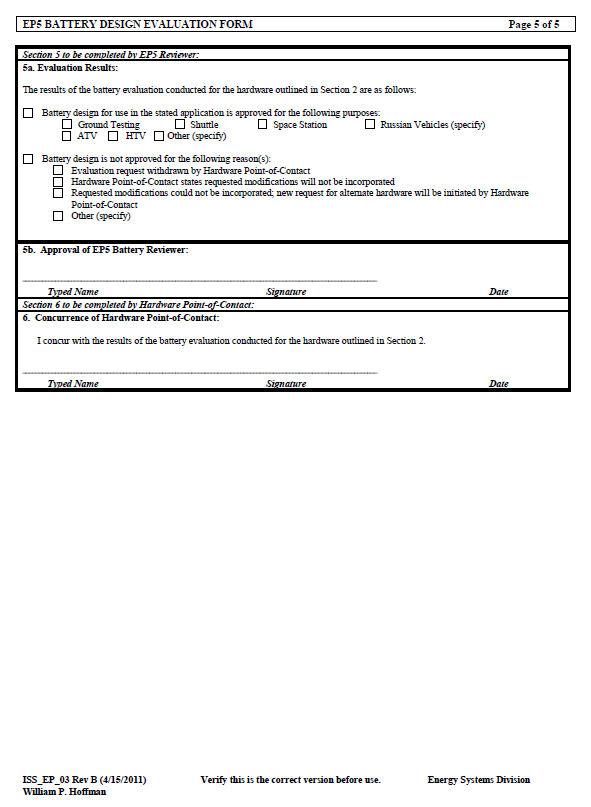 EP5 BATTERY DESIGN EVALUATION FORM Page 5 of 5
Section 5 to be completed by EP5 Reviewer:
5a. Evaluation Results:
The results of the battery evaluation conducted for the hardware outlined in Section 2 are as follows:
Battery design for use in the stated application is approved for the following purposes:
Ground Testing Shuttle Space Station Russian Vehicles (specify)
ATV HTV Other (specify)
Battery design is not approved for the following reason(s):
Evaluation request withdrawn by Hardware Point-of-Contact
Hardware Point-of-Contact states requested modifications will not be incorporated
Requested modifications could not be incorporated; new request for alternate hardware will be initiated by Hardware
Point-of-Contact
Other (specify)
5b. Approval of EP5 Battery Reviewer:
Typed Name Signature Date
Section 6 to be completed by Hardware Point-of-Contact:
6. Concurrence of Hardware Point-of-Contact:
I concur with the results of the battery evaluation conducted for the hardware outlined in Section 2.
Typed Name Signature Date
ISS_EP_03 Rev B (4/15/2011) Verify this is the correct version before use. Energy Systems Division
William P. Hoffman